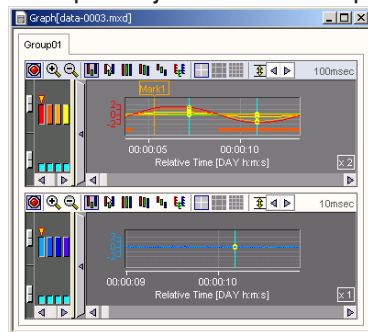 Graph[data-0003.mxd]
Group01
100msec
Mark1
00:00:05 00:00:10
Relative Time [DAY h:m:s]
x 2
10msec
00:00:09 00:00:10
Relative Time [DAY h:m:s]
x 1